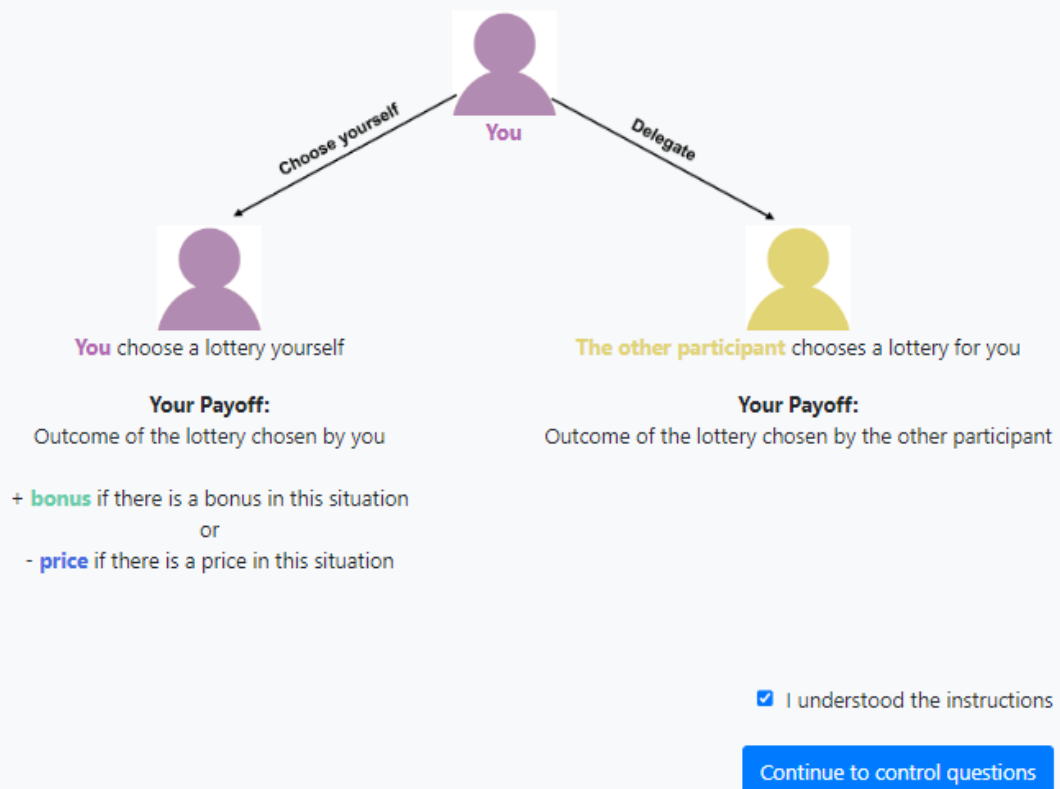 You
Choose yourself
Delegate
You choose a lottery yourself
The other participant chooses a lottery for you
Your Payoff:
Your Payoff:
Outcome of the lottery chosen by you
Outcome of the lottery chosen by the other participant
+ bonus if there is a bonus in this situation
or
- price if there is a price in this situation
I understood the instructions
Continue to control questions